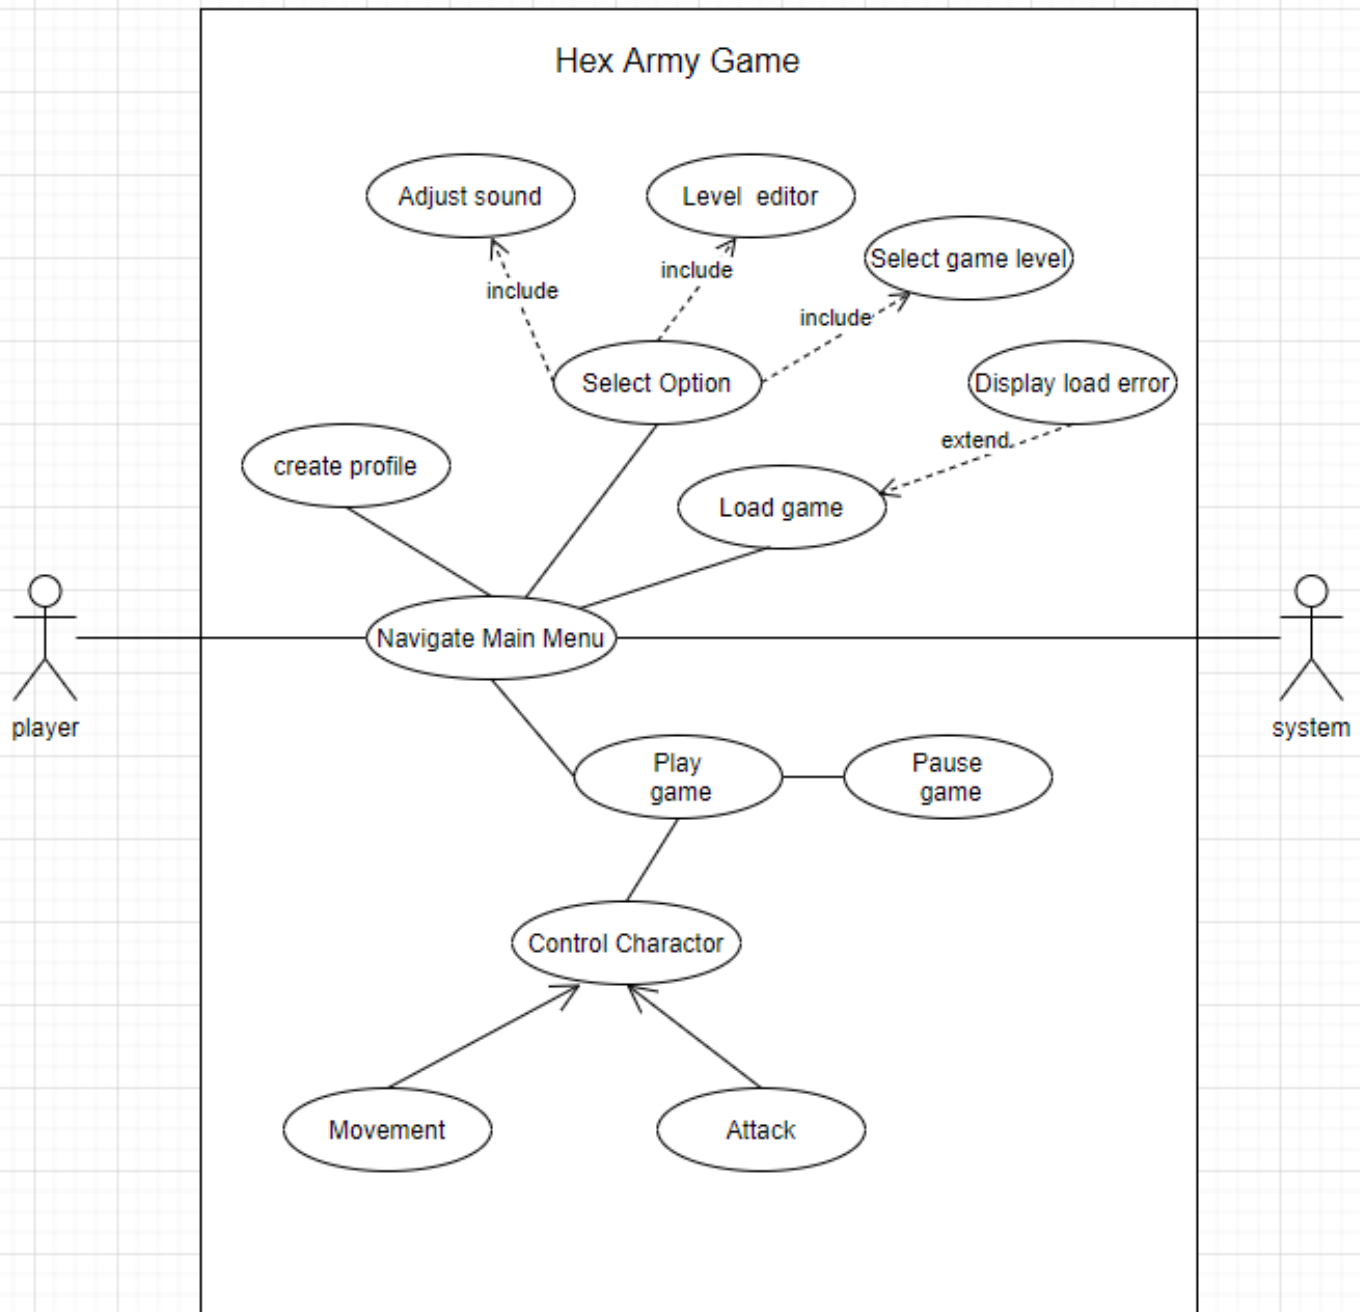 Hex Army Game
Adjust sound
Level editor
Select game level
include
include
include
Select Option
Display load error
extend
create profile
Load game
Navigate Main Menu
player
system
Play
game
Pause
game
Control Charactor
Movement
Attack